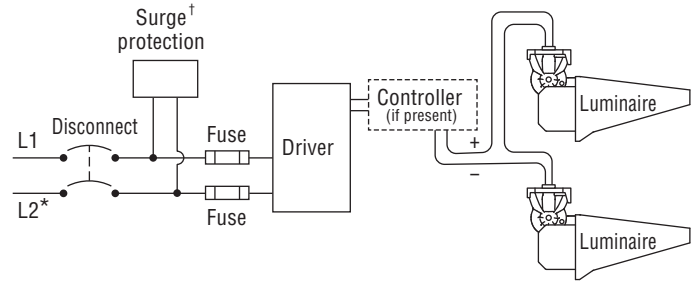 Surge†
protection
L1
Disconnect
Fuse
Driver
Controller
(if present)
+
–
Luminaire
L2*
Fuse
Luminaire